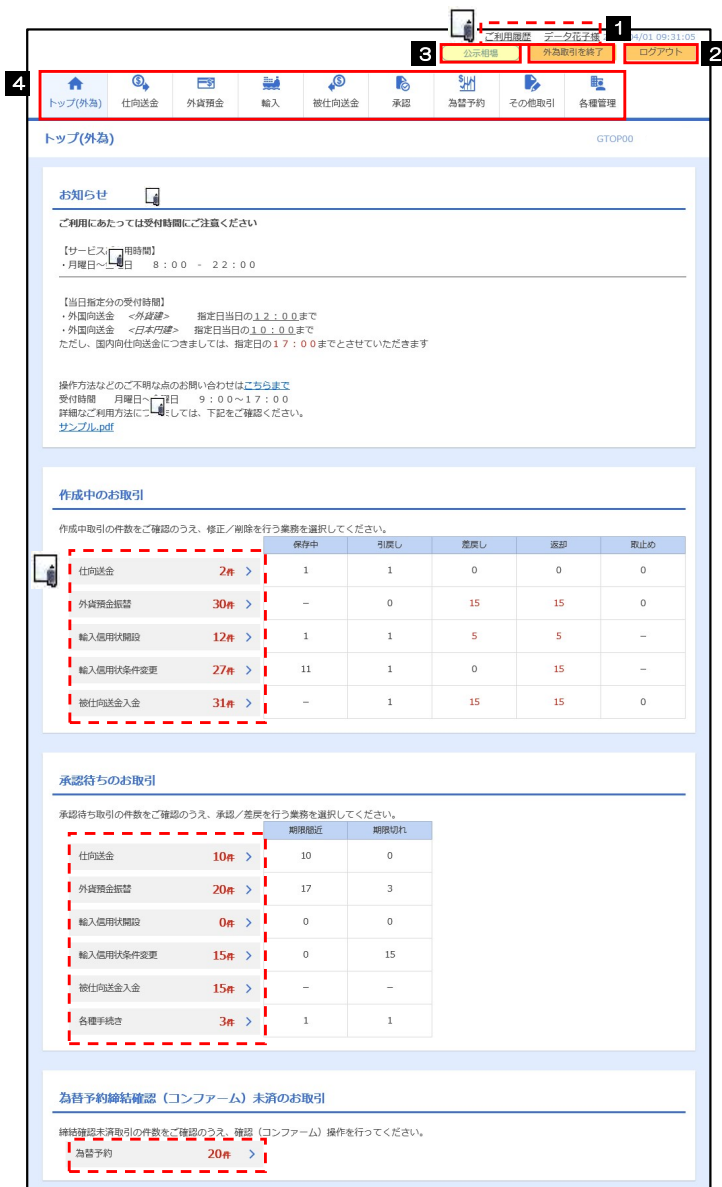 1
ご利用履歴 データ花子様 04/01 09:31:05
3 公示相場 外為取引を終了 ログアウト 2
4
トップ(外為) 仕向送金 外貨預金 輸入 被仕向送金 承認 為替予約 その他取引 各種管理
トップ(外為) GTOP00
お知らせ
ご利用にあたっては受付時間にご注意ください
【サービス 用時間】
・月曜日～ 日 8：00 - 22：00
【当日指定分の受付時間】
・外国向送金 <外貨建> 指定日当日の12：00まで
・外国向送金 <日本円建> 指定日当日の10：00まで
ただし、国内向仕向送金につきましては、指定日の17：00までとさせていただきます
操作方法などのご不明な点のお問い合わせはこちらまで
受付時間 月曜日～ 曜日 9：00～17：00
詳細なご利用方法につ しては、下記をご確認ください。
サンプル.pdf
作成中のお取引
作成中取引の件数をご確認のうえ、修正／削除を行う業務を選択してください。
保存中 引戻し 差戻し 返却 取止め
仕向送金 2件 > 1 1 0 0 0
外貨預金振替 30件 > － 0 15 15 0
輸入信用状開設 12件 > 1 1 5 5 －
輸入信用状条件変更 27件 > 11 1 0 15 －
被仕向送金入金 31件 > － 1 15 15 0
承認待ちのお取引
承認待ち取引の件数をご確認のうえ、承認／差戻を行う業務を選択してください。
期限間近 期限切れ
仕向送金 10件 > 10 0
外貨預金振替 20件 > 17 3
輸入信用状開設 0件 > 0 0
輸入信用状条件変更 15件 > 0 15
被仕向送金入金 15件 > － －
各種手続き 3件 > 1 1
為替予約締結確認（コンファーム）未済のお取引
締結確認未済取引の件数をご確認のうえ、確認（コンファーム）操作を行ってください。
為替予約 20件 >